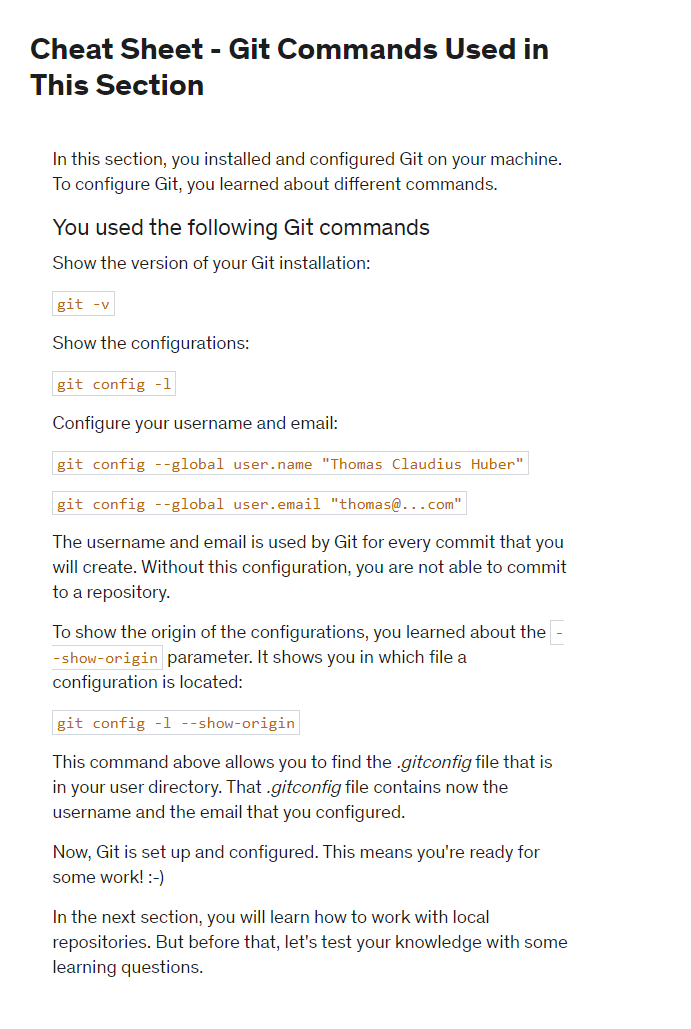 Cheat Sheet - Git Commands Used in
This Section
In this section, you installed and configured Git on your machine.
To configure Git, you learned about different commands.
You used the following Git commands
Show the version of your Git installation:
git -v
Show the configurations:
git config -l
Configure your username and email:
git config --global user.name "Thomas Claudius Huber"
git config --global user.email "thomas@...com"
The username and email is used by Git for every commit that you
will create. Without this configuration, you are not able to commit
to a repository.
To show the origin of the configurations, you learned about the -
-show-origin parameter. It shows you in which file a
configuration is located:
git config -l --show-origin
This command above allows you to find the .gitconfig file that is
in your user directory. That .gitconfig file contains now the
username and the email that you configured.
Now, Git is set up and configured. This means you're ready for
some work! :-)
In the next section, you will learn how to work with local
repositories. But before that, let's test your knowledge with some
learning questions.